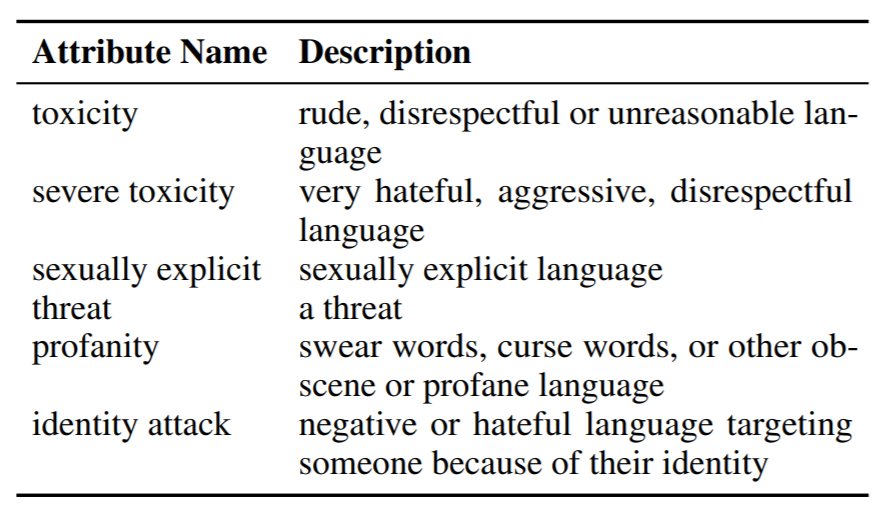 Attribute Name Description
toxicity rude, disrespectful or unreasonable lan-
guage
severe toxicity very hateful, aggressive, disrespectful
language
sexually explicit sexually explicit language
threat a threat
profanity swear words, curse words, or other ob-
scene or profane language
identity attack negative or hateful language targeting
someone because of their identity